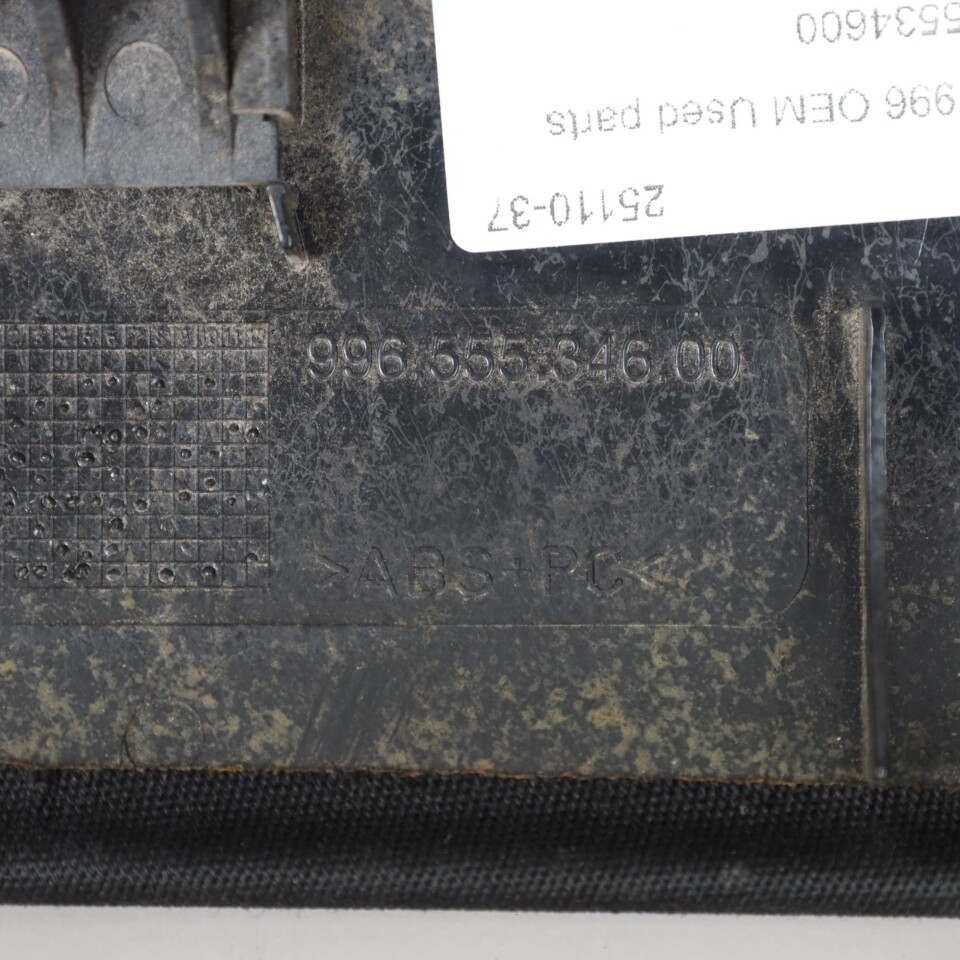 5534600
996 OEM Used parts
25110-37
996.555.346.00
>ABS+PC<